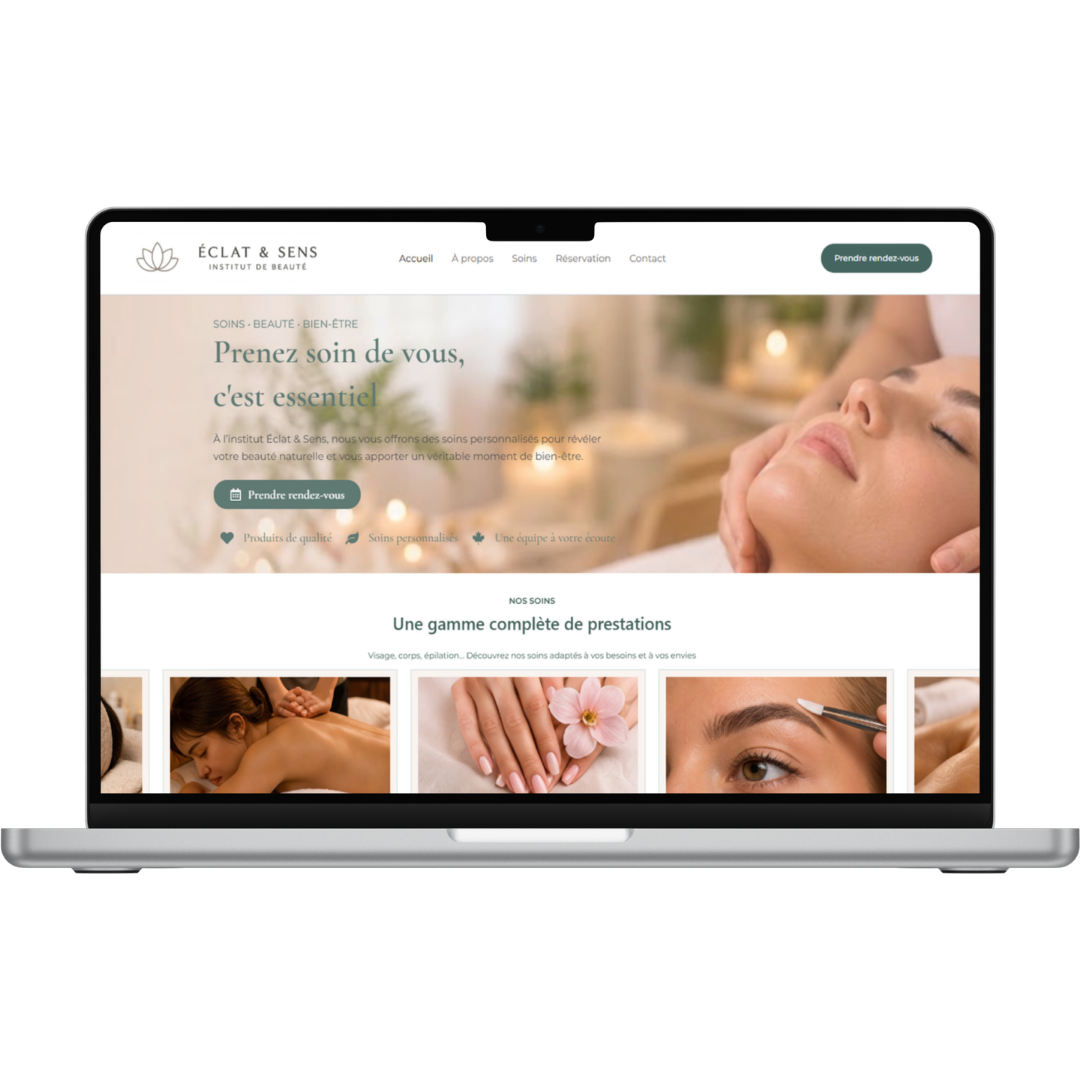 ÉCLAT & SENS
INSTITUT DE BEAUTÉ
Accueil À propos Soins Réservation Contact
Prendre rendez-vous
SOINS • BEAUTÉ • BIEN-ÊTRE
Prenez soin de vous,
c'est essentiel
À l'institut Éclat & Sens, nous vous offrons des soins personnalisés pour révéler
votre beauté naturelle et vous apporter un véritable moment de bien-être.
Prendre rendez-vous
Produits de qualité Soins personnalisés Une équipe à votre écoute
NOS SOINS
Une gamme complète de prestations
Visage, corps, épilation... Découvrez nos soins adaptés à vos besoins et à vos envies